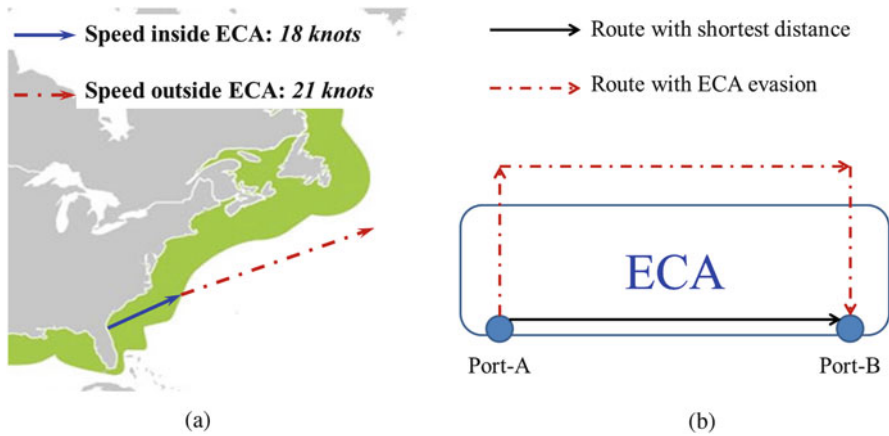 Speed inside ECA: 18 knots
Speed outside ECA: 21 knots
(a)
Route with shortest distance
Route with ECA evasion
ECA
Port-A
Port-B
(b)